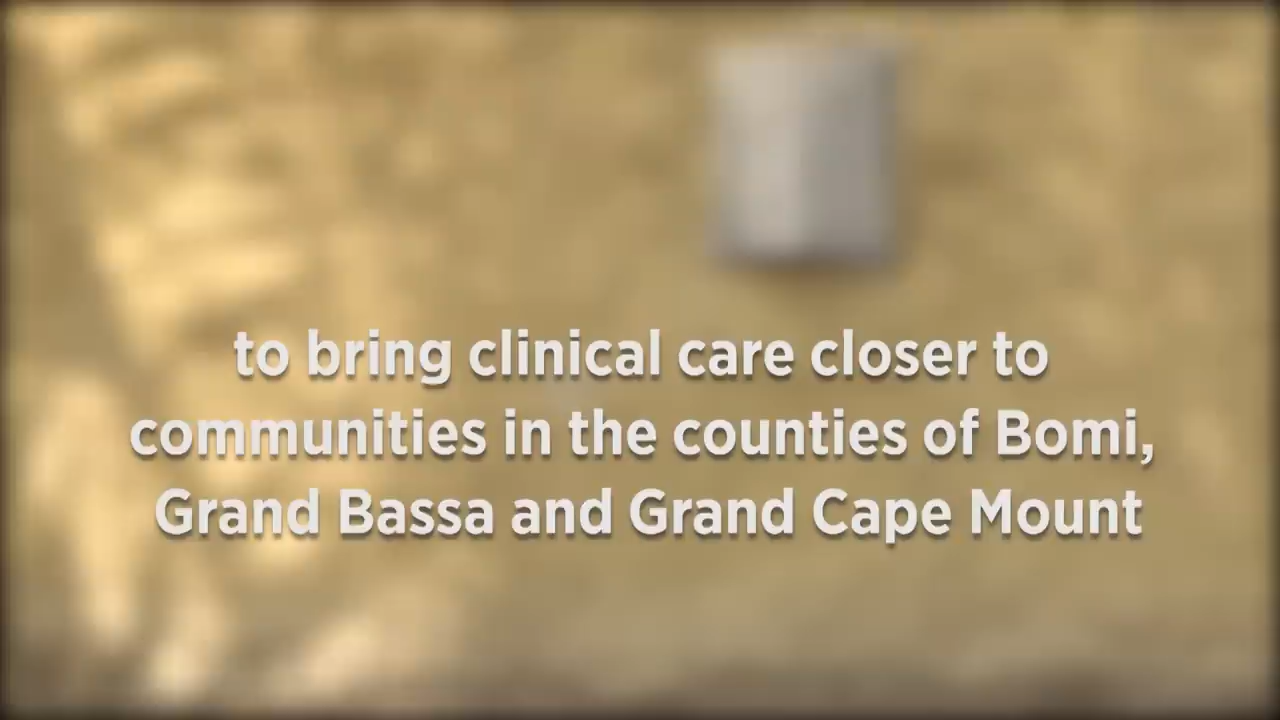 to bring clinical care closer to
communities in the counties of Bomi,
Grand Bassa and Grand Cape Mount